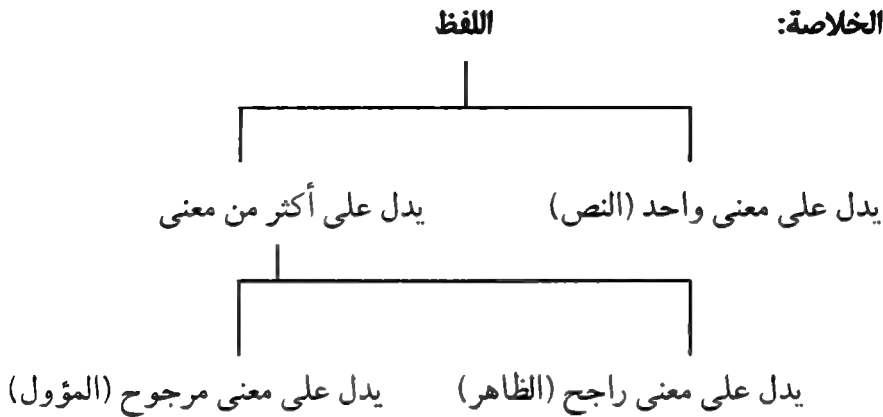 الخلاصة: اللفظ
يدل على معنى واحد (النص) يدل على أكثر من معنى
يدل على معنى راجح (الظاهر) يدل على معنى مرجوح (المؤول)